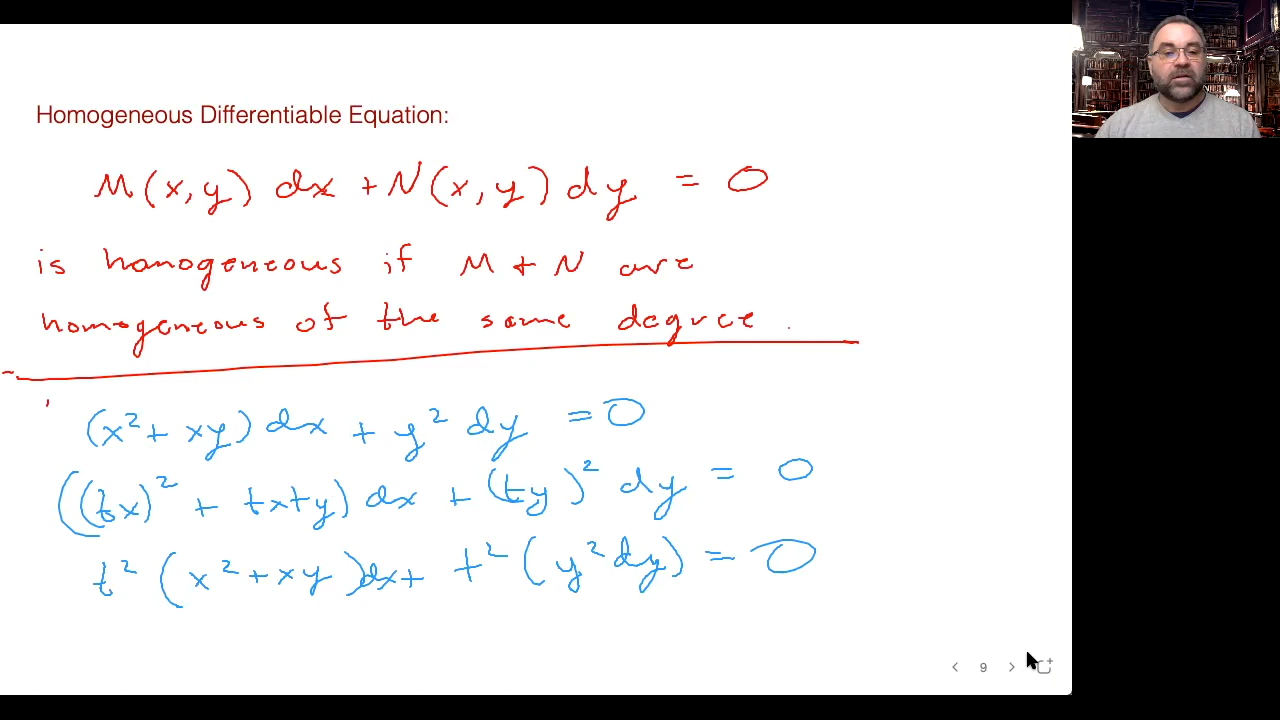 Homogeneous Differentiable Equation:
M(x,y) dx + N(x,y) dy = 0
is homogeneous if M + N are
homogeneous of the same degree.
(x² + xy) dx + y² dy = 0
((tx)² + txty) dx + (ty)² dy = 0
t² (x² + xy) dx + t² (y² dy) = 0
< 9 >